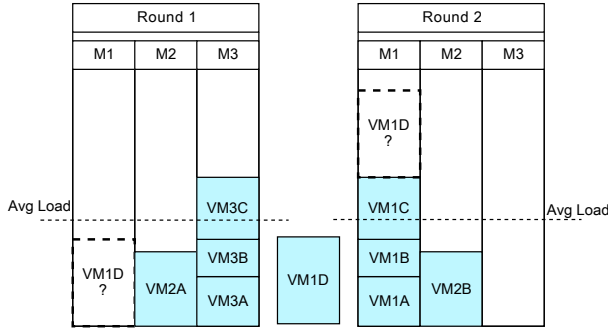 Round 1
M1 M2 M3
VM3C
Avg Load
VM3B
VM1D
?
VM2A
VM3A
VM1D
Round 2
M1 M2 M3
VM1D
?
VM1C
Avg Load
VM1B
VM1A
VM2B